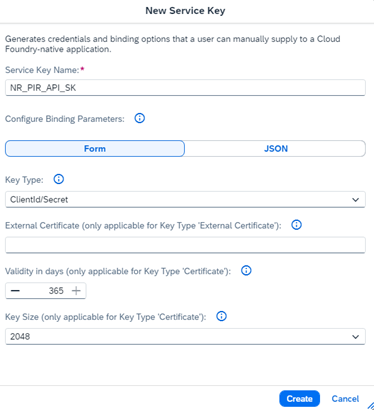 New Service Key
Generates credentials and binding options that a user can manually supply to a Cloud
Foundry-native application.
Service Key Name:*
NR_PIR_API_SK
Configure Binding Parameters:
Form
JSON
Key Type:
ClientId/Secret
External Certificate (only applicable for Key Type 'External Certificate'):
Validity in days (only applicable for Key Type 'Certificate'):
365
Key Size (only applicable for Key Type 'Certificate'):
2048
Create
Cancel